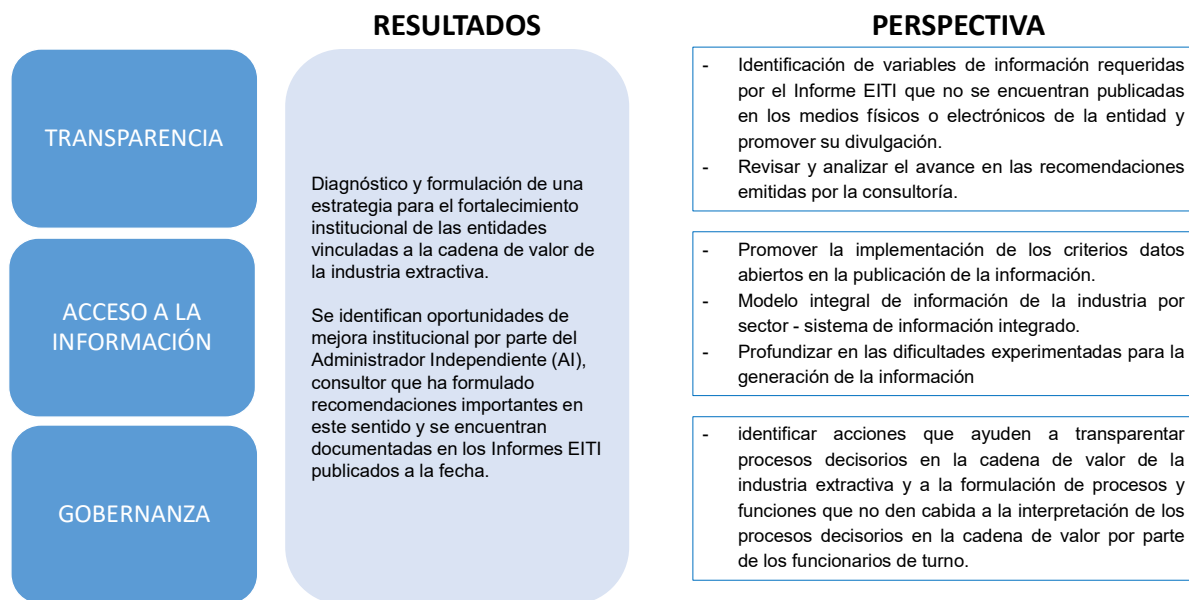 RESULTADOS
PERSPECTIVA
TRANSPARENCIA
ACCESO A LA
INFORMACIÓN
GOBERNANZA
Diagnóstico y formulación de una
estrategia para el fortalecimiento
institucional de las entidades
vinculadas a la cadena de valor de
la industria extractiva.
Se identifican oportunidades de
mejora institucional por parte del
Administrador Independiente (AI),
consultor que ha formulado
recomendaciones importantes en
este sentido y se encuentran
documentadas en los Informes EITI
publicados a la fecha.
- Identificación de variables de información requeridas
por el Informe EITI que no se encuentran publicadas
en los medios físicos o electrónicos de la entidad y
promover su divulgación.
- Revisar y analizar el avance en las recomendaciones
emitidas por la consultoría.
- Promover la implementación de los criterios datos
abiertos en la publicación de la información.
- Modelo integral de información de la industria por
sector - sistema de información integrado.
- Profundizar en las dificultades experimentadas para la
generación de la información
- identificar acciones que ayuden a transparentar
procesos decisorios en la cadena de valor de la
industria extractiva y a la formulación de procesos y
funciones que no den cabida a la interpretación de los
procesos decisorios en la cadena de valor por parte
de los funcionarios de turno.